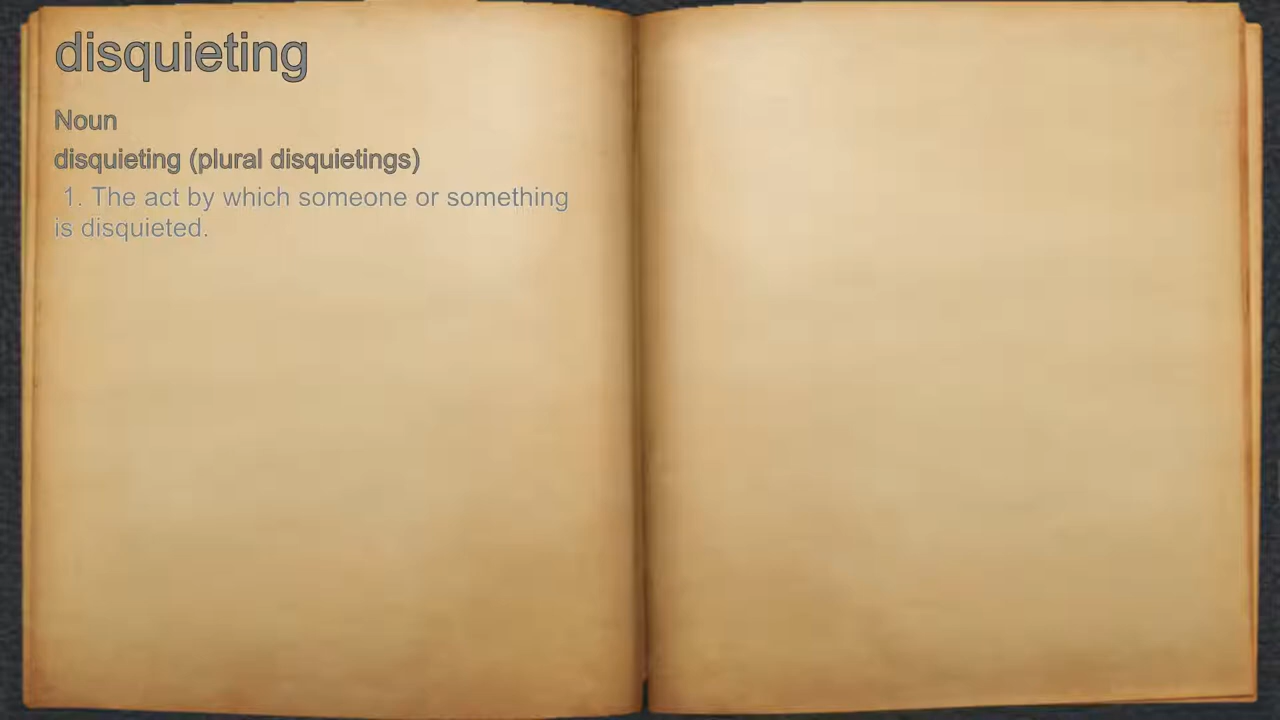 disquieting
Noun
disquieting (plural disquietings)
1. The act by which someone or something
is disquieted.